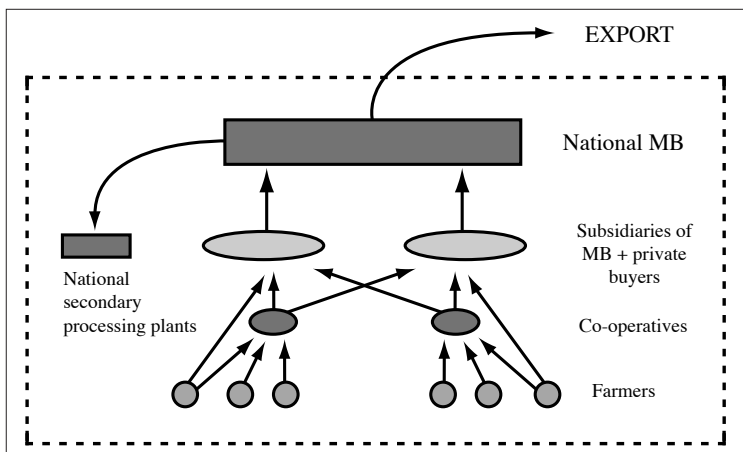 EXPORT
National MB
Subsidiaries of
MB + private
buyers
National
secondary
processing plants
Co-operatives
Farmers